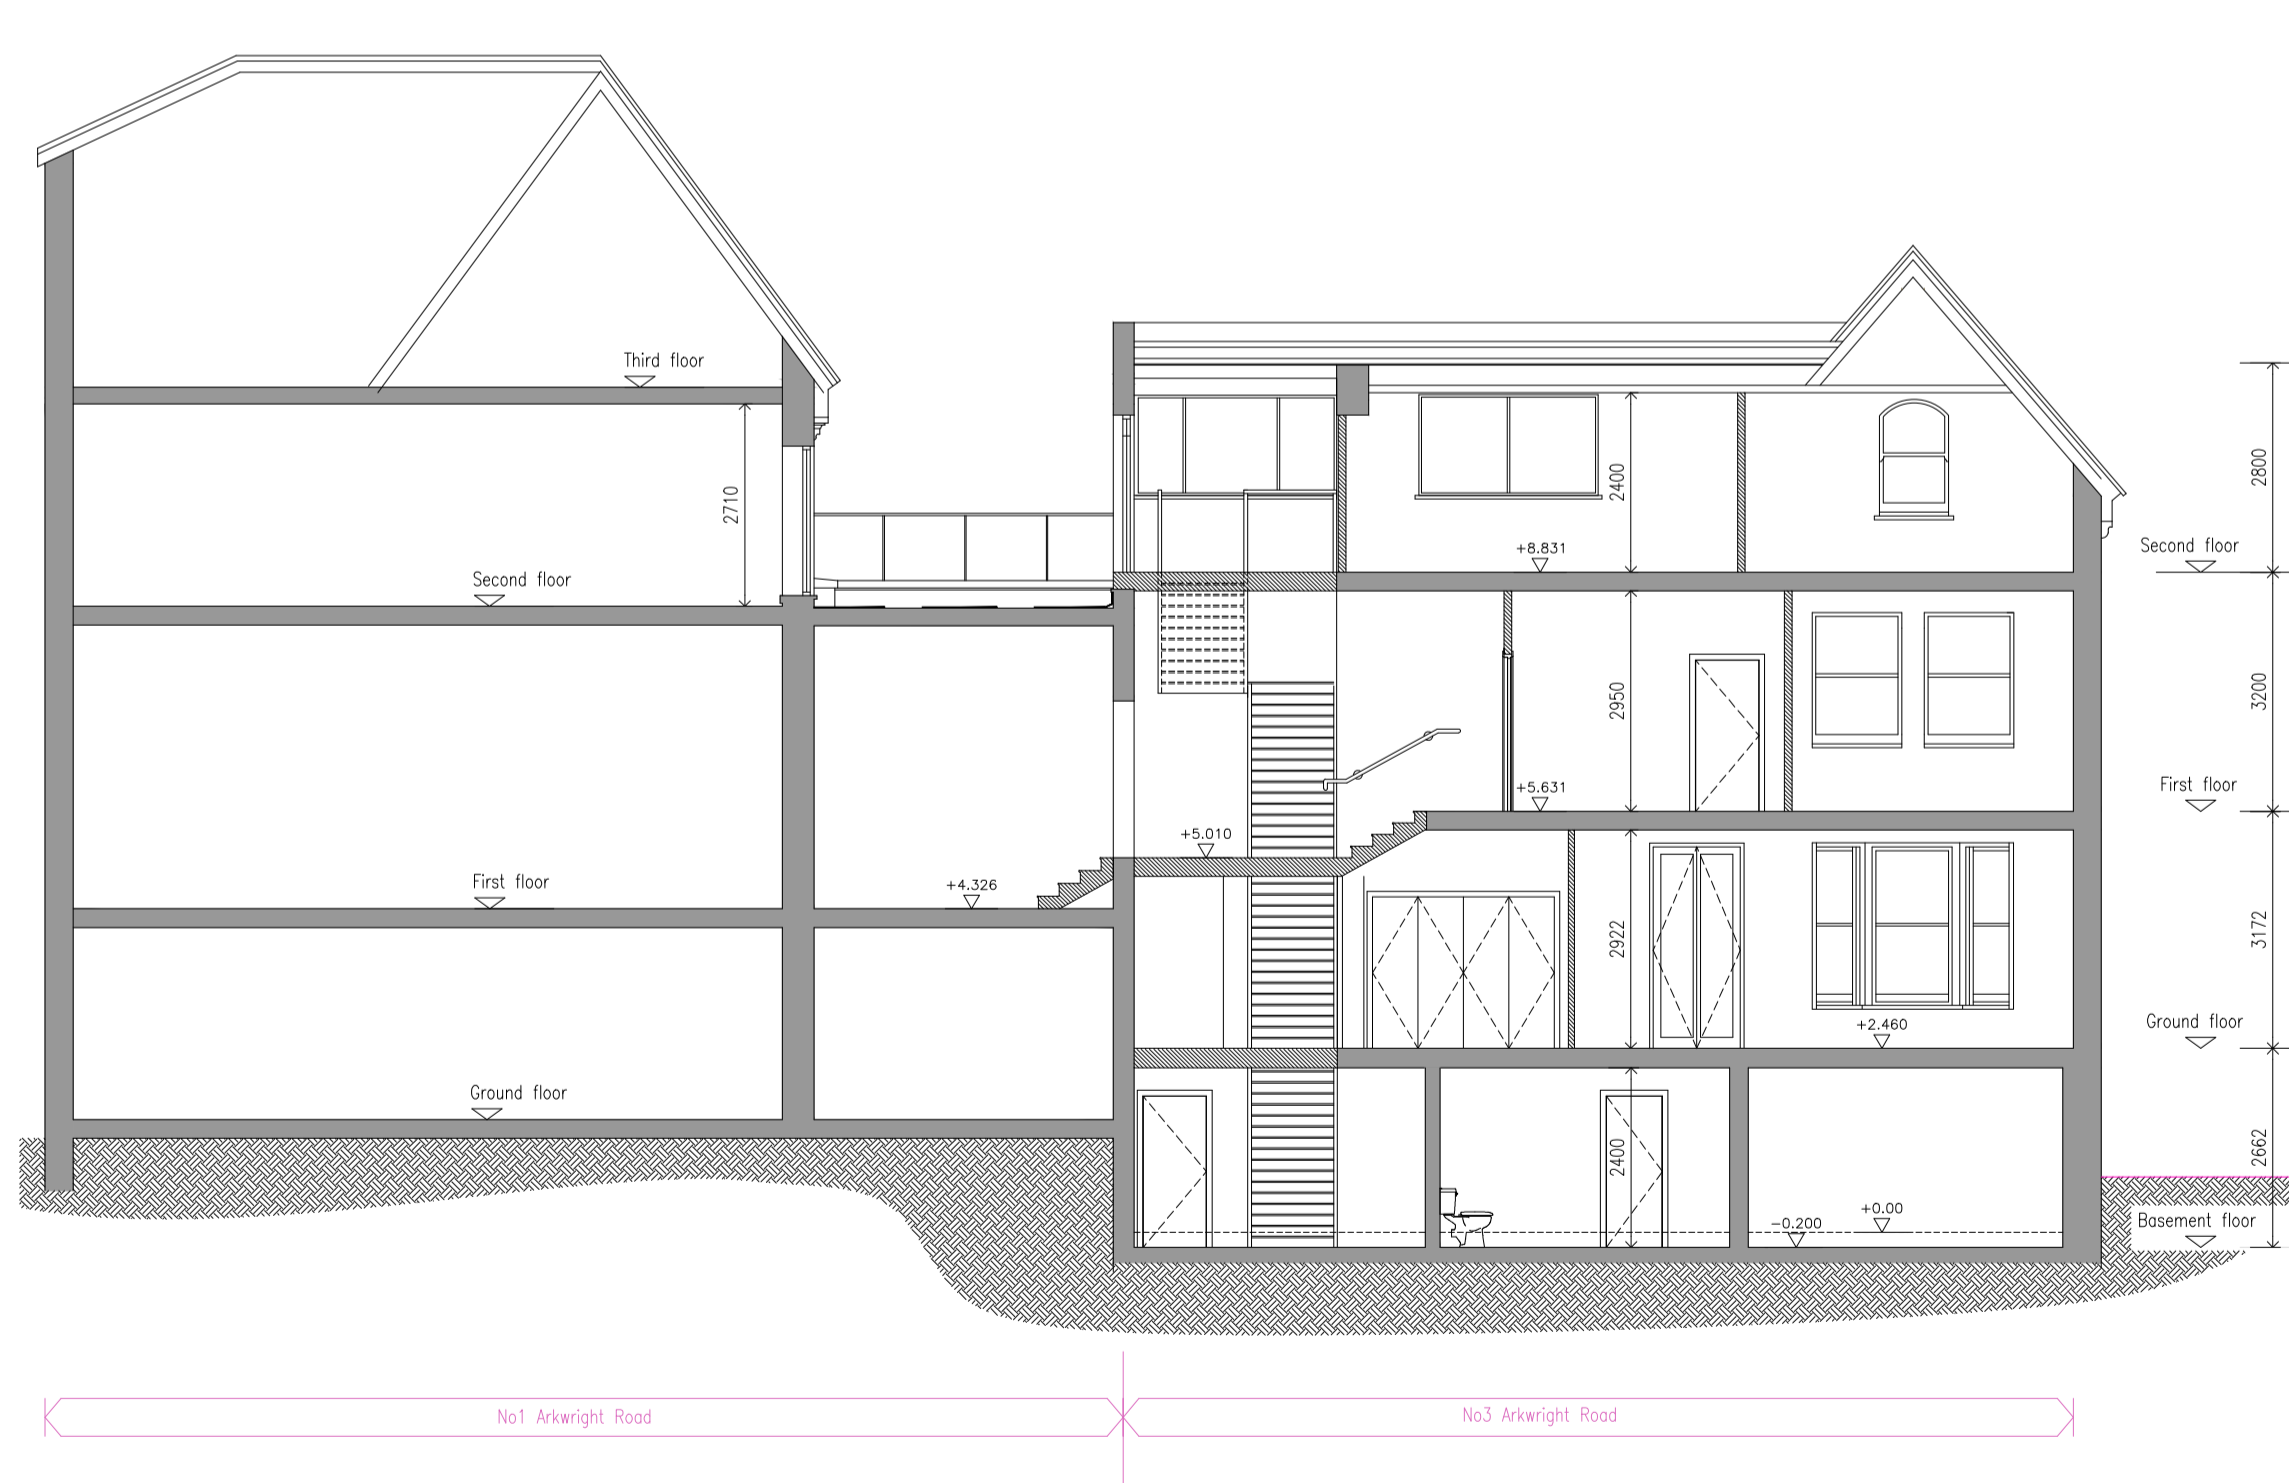 Third floor
2710
2400
2800
+8.831
Second floor
Second floor
2950
3200
+5.631
First floor
+5.010
First floor
+4.326
2922
3172
+2.460
Ground floor
Ground floor
2400
2662
-0.200
+0.00
Basement floor
No1 Arkwright Road
No3 Arkwright Road